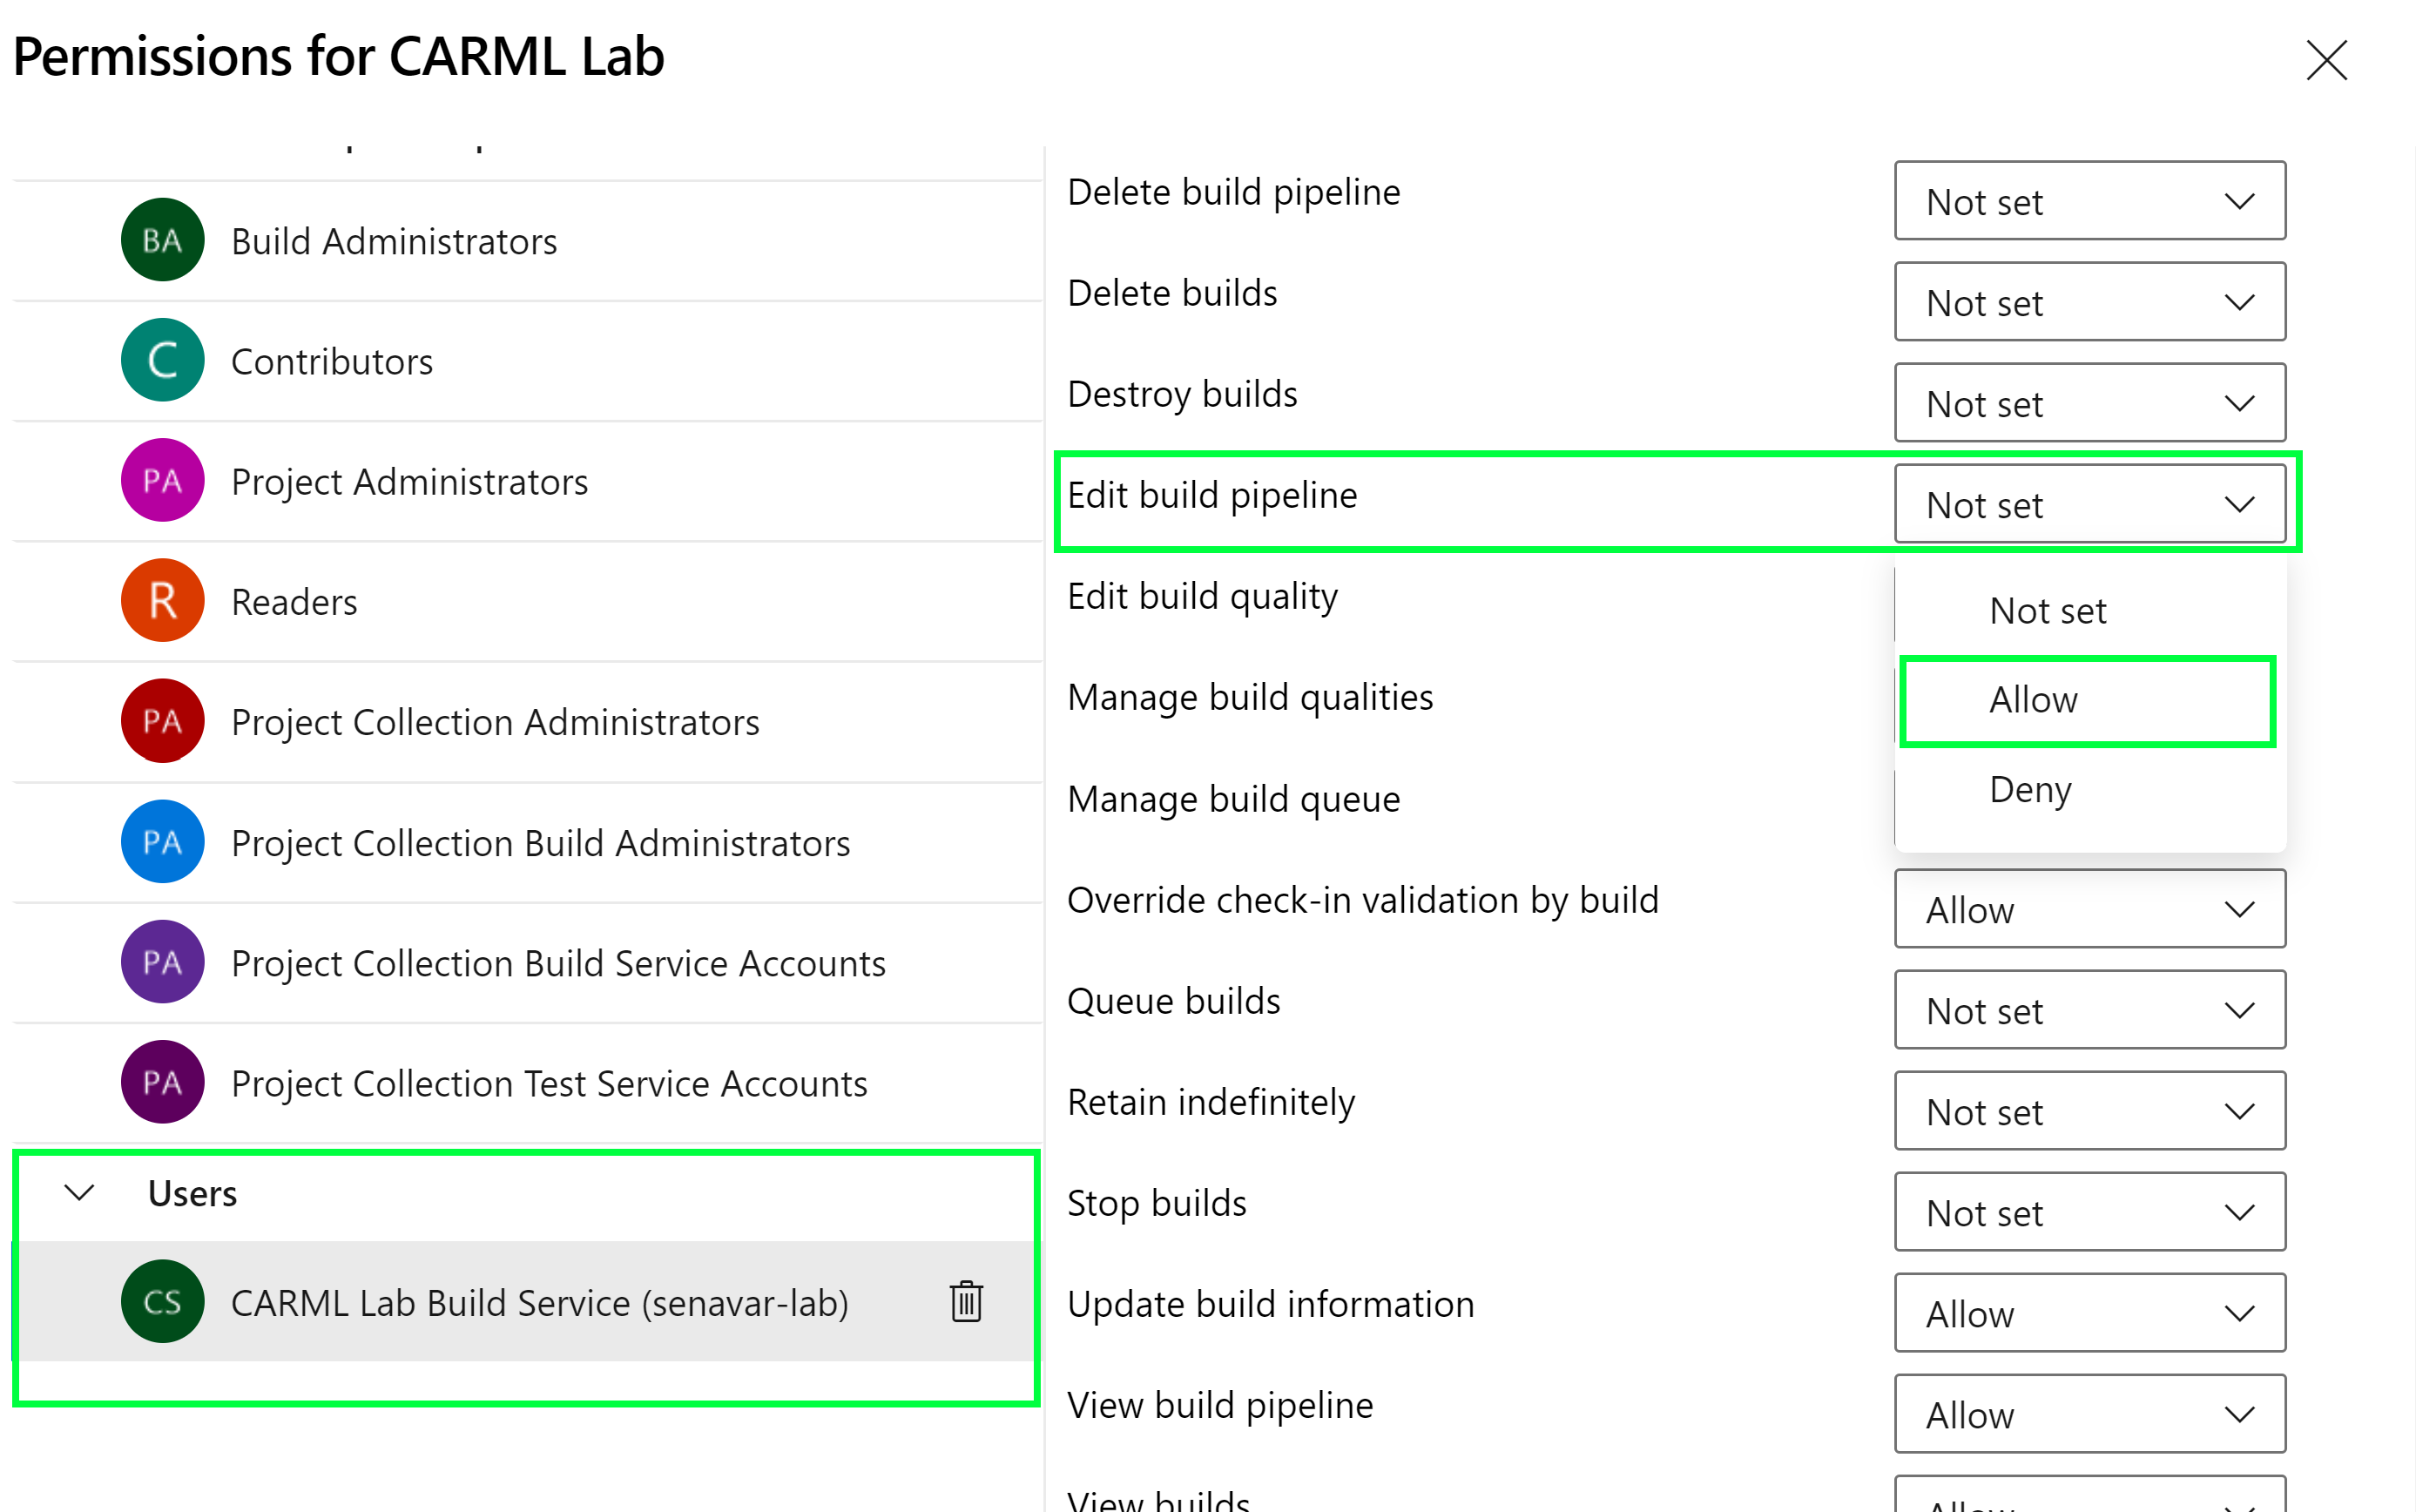 Permissions for CARML Lab
BA Build Administrators
C Contributors
PA Project Administrators
R Readers
PA Project Collection Administrators
PA Project Collection Build Administrators
PA Project Collection Build Service Accounts
PA Project Collection Test Service Accounts
Users
CS CARML Lab Build Service (senavar-lab)
Delete build pipeline Not set
Delete builds Not set
Destroy builds Not set
Edit build pipeline Not set
Edit build quality
Not set
Manage build qualities
Allow
Manage build queue
Deny
Override check-in validation by build Allow
Queue builds Not set
Retain indefinitely Not set
Stop builds Not set
Update build information Allow
View build pipeline Allow
View builds Allow